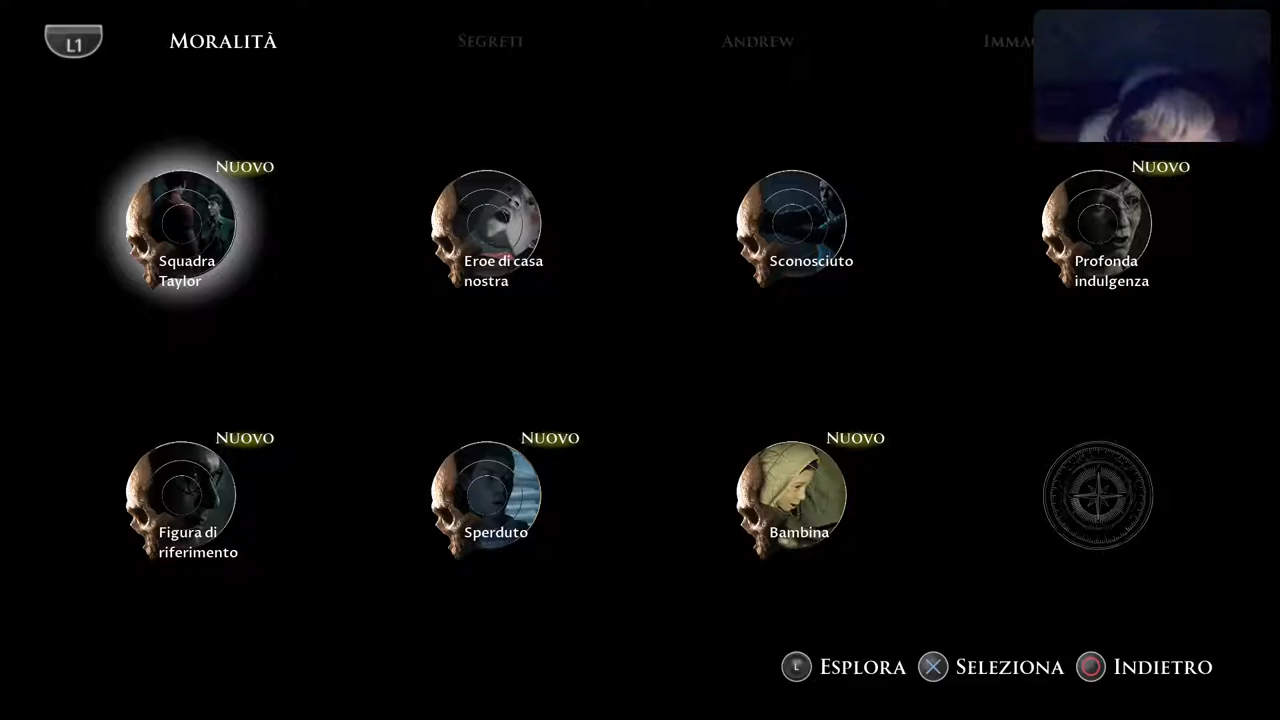 L1
MORALITÀ
SEGRETI
ANDREW
IMMA
NUOVO
NUOVO
Squadra
Taylor
Eroe di casa
nostra
Sconosciuto
Profonda
indulgenza
NUOVO
NUOVO
NUOVO
Figura di
riferimento
Sperduto
Bambina
L ESPLORA
SELEZIONA
INDIETRO